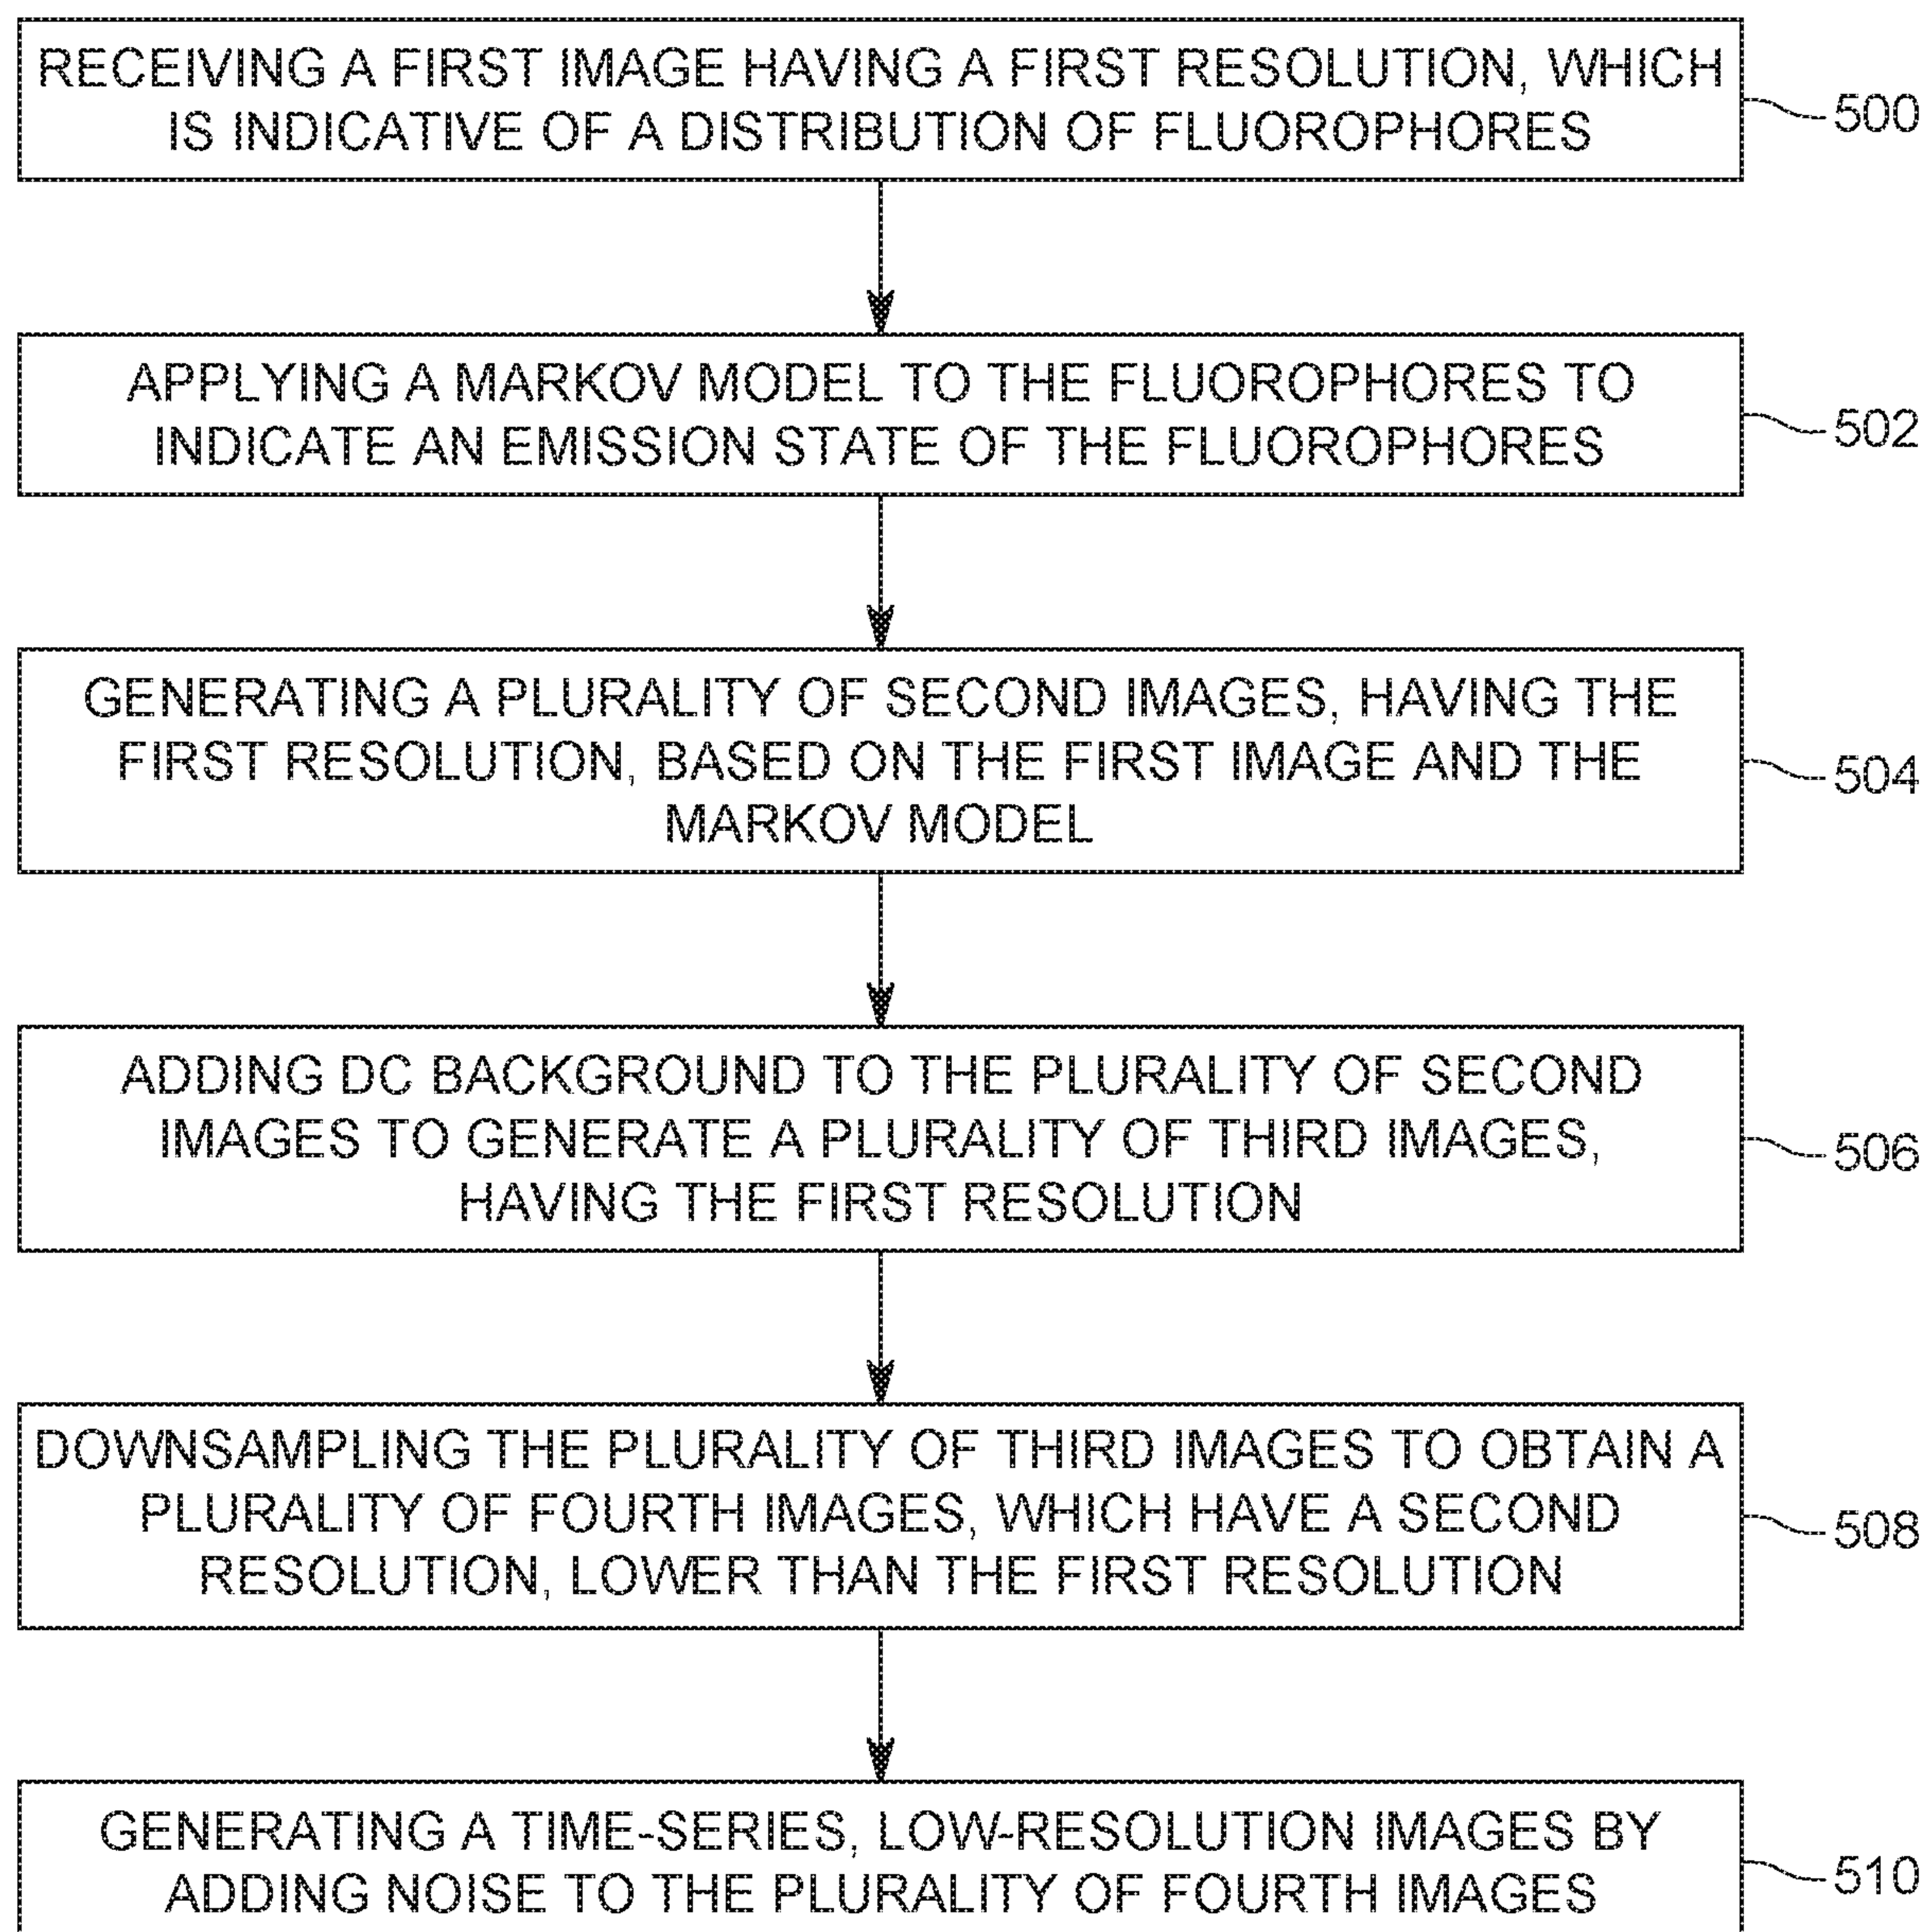 RECEIVING A FIRST IMAGE HAVING A FIRST RESOLUTION, WHICH
IS INDICATIVE OF A DISTRIBUTION OF FLUOROPHORES
500
APPLYING A MARKOV MODEL TO THE FLUOROPHORES TO
INDICATE AN EMISSION STATE OF THE FLUOROPHORES
502
GENERATING A PLURALITY OF SECOND IMAGES, HAVING THE
FIRST RESOLUTION, BASED ON THE FIRST IMAGE AND THE
MARKOV MODEL
504
ADDING DC BACKGROUND TO THE PLURALITY OF SECOND
IMAGES TO GENERATE A PLURALITY OF THIRD IMAGES,
HAVING THE FIRST RESOLUTION
506
DOWNSAMPLING THE PLURALITY OF THIRD IMAGES TO OBTAIN A
PLURALITY OF FOURTH IMAGES, WHICH HAVE A SECOND
RESOLUTION, LOWER THAN THE FIRST RESOLUTION
508
GENERATING A TIME-SERIES, LOW-RESOLUTION IMAGES BY
ADDING NOISE TO THE PLURALITY OF FOURTH IMAGES
510